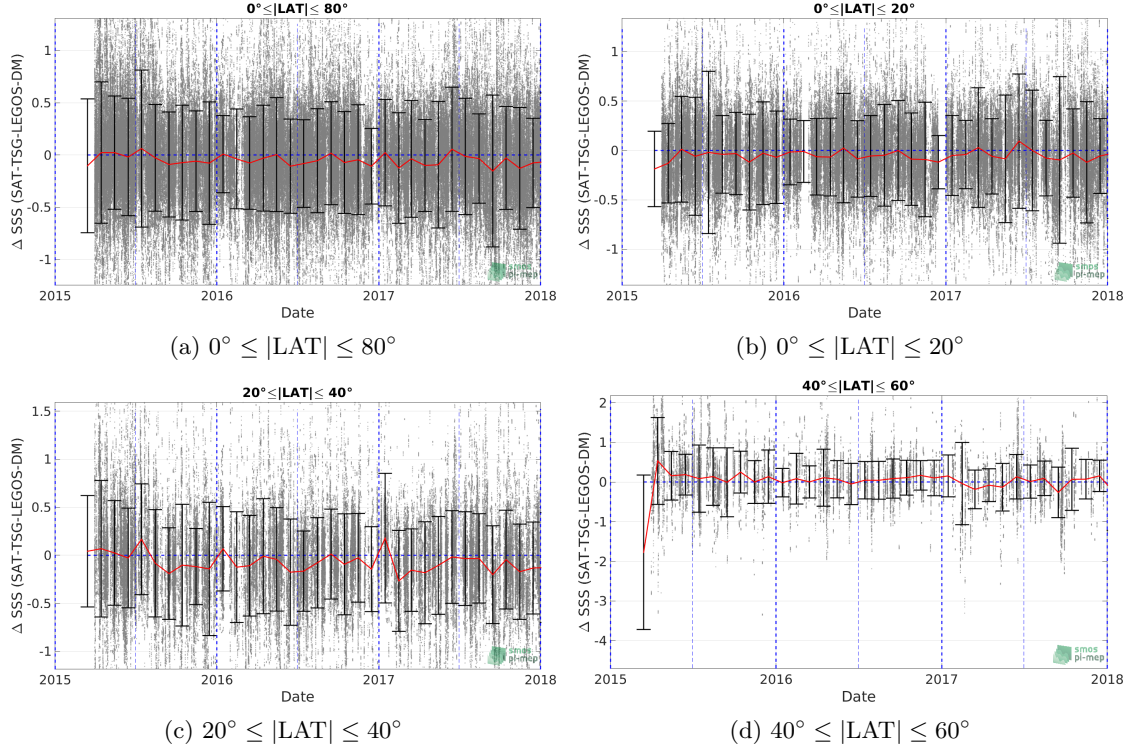 0°≤|LAT|≤ 80°
Δ SSS (SAT-TSG-LEGOS-DM)
1
0.5
0
-0.5
-1
2015
2016
2017
2018
Date
smos
pi-mep
(a) 0° ≤ |LAT| ≤ 80°
0°≤|LAT|≤ 20°
Δ SSS (SAT-TSG-LEGOS-DM)
1
0.5
0
-0.5
-1
2015
2016
2017
2018
Date
smos
pi-mep
(b) 0° ≤ |LAT| ≤ 20°
20°≤|LAT|≤ 40°
Δ SSS (SAT-TSG-LEGOS-DM)
1.5
1
0.5
0
-0.5
-1
2015
2016
2017
2018
Date
smos
pi-mep
(c) 20° ≤ |LAT| ≤ 40°
40°≤|LAT|≤ 60°
Δ SSS (SAT-TSG-LEGOS-DM)
2
1
0
-1
-2
-3
-4
2015
2016
2017
2018
Date
smos
pi-mep
(d) 40° ≤ |LAT| ≤ 60°